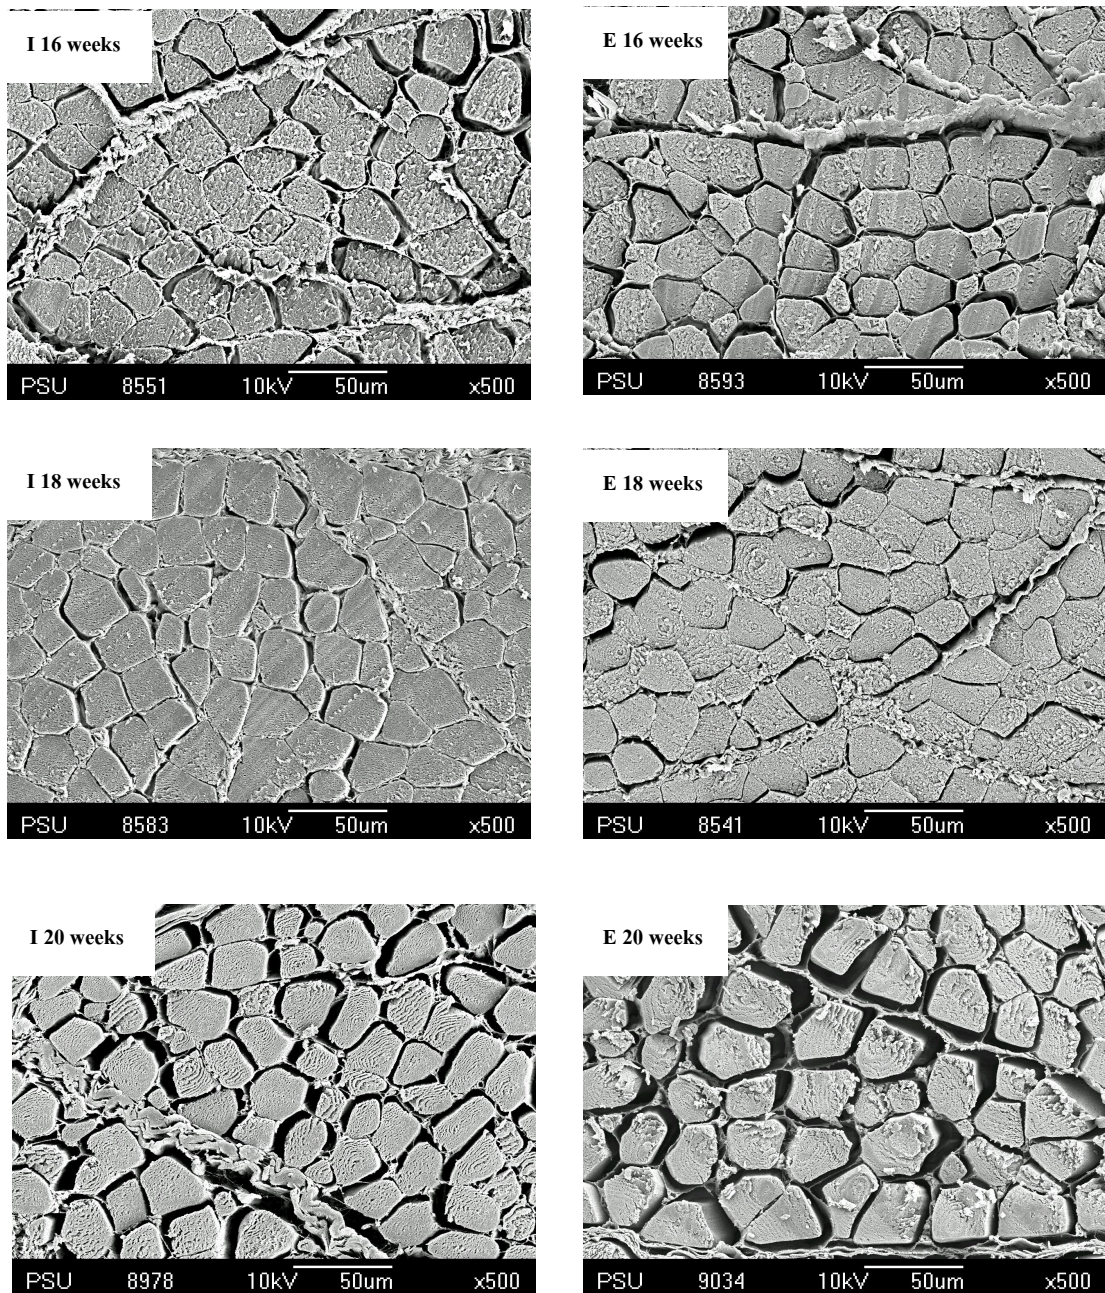 I 16 weeks
E 16 weeks
PSU 8551 10kV 50um x500
PSU 8593 10kV 50um x500
I 18 weeks
E 18 weeks
PSU 8583 10kV 50um x500
PSU 8541 10kV 50um x500
I 20 weeks
E 20 weeks
PSU 8978 10kV 50um x500
PSU 9034 10kV 50um x500